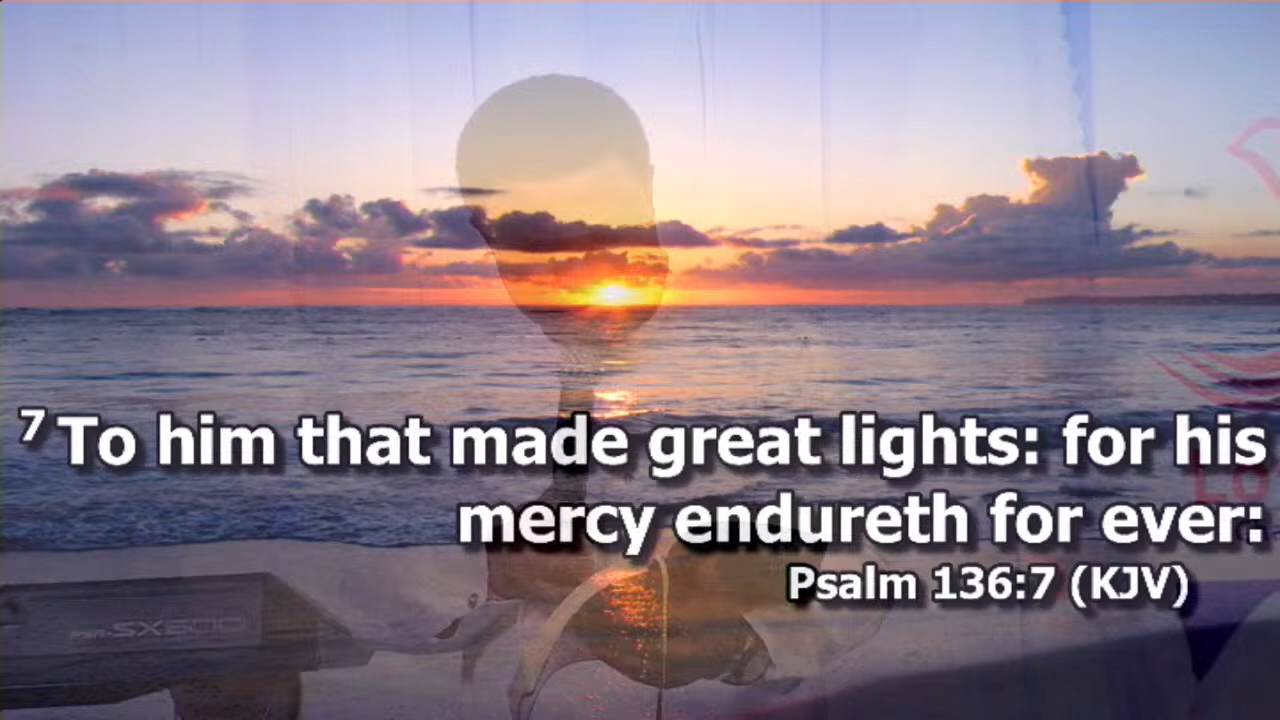 7 To him that made great lights: for his
mercy endureth for ever:
Psalm 136:7 (KJV)
PSR-SX600
Lo